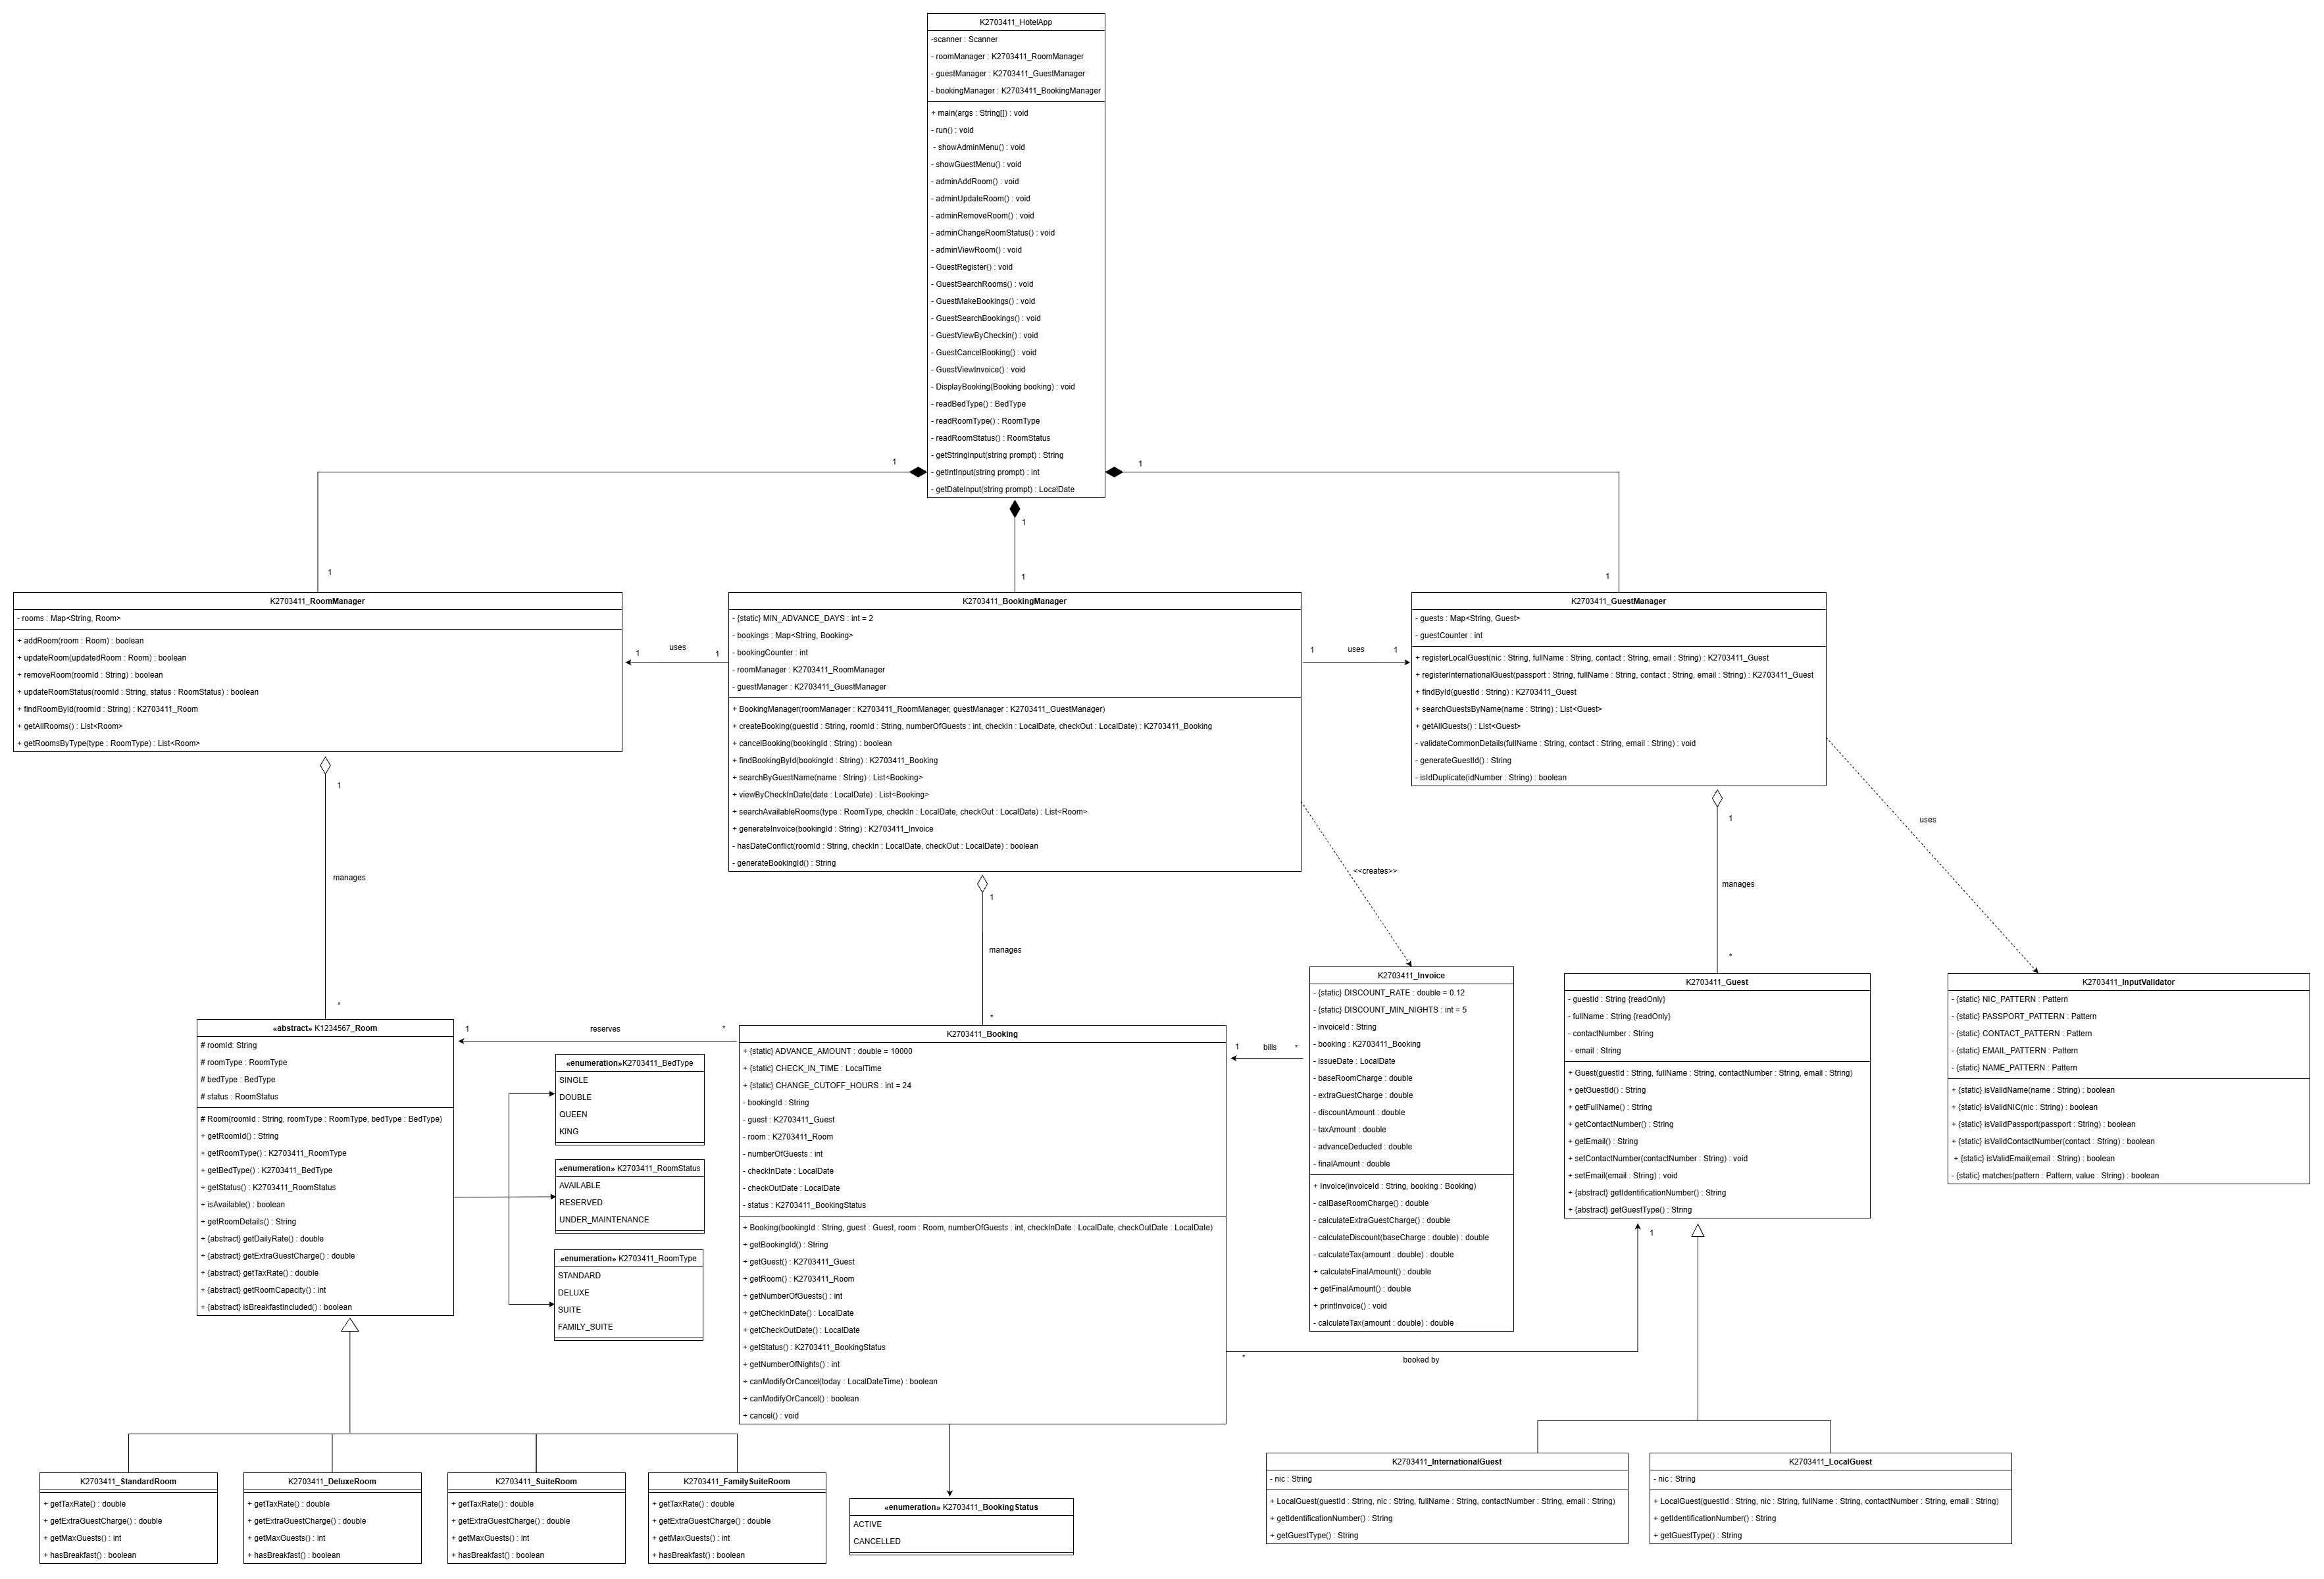 K2703411_HotelApp
-scanner : Scanner
- roomManager : K2703411_RoomManager
- guestManager : K2703411_GuestManager
- bookingManager : K2703411_BookingManager
+ main(args : String[]) : void
- run() : void
- showAdminMenu() : void
- showGuestMenu() : void
- adminAddRoom() : void
- adminUpdateRoom() : void
- adminRemoveRoom() : void
- adminChangeRoomStatus() : void
- adminViewRoom() : void
- GuestRegister() : void
- GuestSearchRooms() : void
- GuestMakeBookings() : void
- GuestSearchBookings() : void
- GuestViewByCheckin() : void
- GuestCancelBooking() : void
- GuestViewInvoice() : void
- DisplayBooking(Booking booking) : void
- readBedType() : BedType
- readRoomType() : RoomType
- readRoomStatus() : RoomStatus
- getStringInput(string prompt) : String
- getIntInput(string prompt) : int
- getDateInput(string prompt) : LocalDate
1
1
1
1
1
1
K2703411_RoomManager
- rooms : Map<String, Room>
+ addRoom(room : Room) : boolean
+ updateRoom(updatedRoom : Room) : boolean
+ removeRoom(roomId : String) : boolean
+ updateRoomStatus(roomId : String, status : RoomStatus) : boolean
+ findRoomById(roomId : String) : K2703411_Room
+ getAllRooms() : List<Room>
+ getRoomsByType(type : RoomType) : List<Room>
1
uses
1
K2703411_BookingManager
- {static} MIN_ADVANCE_DAYS : int = 2
- bookings : Map<String, Booking>
- bookingCounter : int
- roomManager : K2703411_RoomManager
- guestManager : K2703411_GuestManager
+ BookingManager(roomManager : K2703411_RoomManager, guestManager : K2703411_GuestManager)
+ createBooking(guestId : String, roomId : String, numberOfGuests : int, checkIn : LocalDate, checkOut : LocalDate) : K2703411_Booking
+ cancelBooking(bookingId : String) : boolean
+ findBookingById(bookingId : String) : K2703411_Booking
+ searchByGuestName(name : String) : List<Booking>
+ viewByCheckInDate(date : LocalDate) : List<Booking>
+ searchAvailableRooms(type : RoomType, checkIn : LocalDate, checkOut : LocalDate) : List<Room>
+ generateInvoice(bookingId : String) : K2703411_Invoice
- hasDateConflict(roomId : String, checkIn : LocalDate, checkOut : LocalDate) : boolean
- generateBookingId() : String
1
uses
1
K2703411_GuestManager
- guests : Map<String, Guest>
- guestCounter : int
+ registerLocalGuest(nic : String, fullName : String, contact : String, email : String) : K2703411_Guest
+ registerInternationalGuest(passport : String, fullName : String, contact : String, email : String) : K2703411_Guest
+ findById(guestId : String) : K2703411_Guest
+ searchGuestsByName(name : String) : List<Guest>
+ getAllGuests() : List<Guest>
- validateCommonDetails(fullName : String, contact : String, email : String) : void
- generateGuestId() : String
- isIdDuplicate(idNumber : String) : boolean
1
manages
*
1
manages
*
<<creates>>
1
manages
*
uses
«abstract» K1234567_Room
# roomId: String
# roomType : RoomType
# bedType : BedType
# status : RoomStatus
# Room(roomId : String, roomType : RoomType, bedType : BedType)
+ getRoomId() : String
+ getRoomType() : K2703411_RoomType
+ getBedType() : K2703411_BedType
+ getStatus() : K2703411_RoomStatus
+ isAvailable() : boolean
+ getRoomDetails() : String
+ {abstract} getDailyRate() : double
+ {abstract} getExtraGuestCharge() : double
+ {abstract} getTaxRate() : double
+ {abstract} getRoomCapacity() : int
+ {abstract} isBreakfastIncluded() : boolean
1
reserves
*
«enumeration»K2703411_BedType
SINGLE
DOUBLE
QUEEN
KING
«enumeration» K2703411_RoomStatus
AVAILABLE
RESERVED
UNDER_MAINTENANCE
«enumeration» K2703411_RoomType
STANDARD
DELUXE
SUITE
FAMILY_SUITE
K2703411_Booking
+ {static} ADVANCE_AMOUNT : double = 10000
+ {static} CHECK_IN_TIME : LocalTime
+ {static} CHANGE_CUTOFF_HOURS : int = 24
- bookingId : String
- guest : K2703411_Guest
- room : K2703411_Room
- numberOfGuests : int
- checkInDate : LocalDate
- checkOutDate : LocalDate
- status : K2703411_BookingStatus
+ Booking(bookingId : String, guest : Guest, room : Room, numberOfGuests : int, checkInDate : LocalDate, checkOutDate : LocalDate)
+ getBookingId() : String
+ getGuest() : K2703411_Guest
+ getRoom() : K2703411_Room
+ getNumberOfGuests() : int
+ getCheckInDate() : LocalDate
+ getCheckOutDate() : LocalDate
+ getStatus() : K2703411_BookingStatus
+ getNumberOfNights() : int
+ canModifyOrCancel(today : LocalDateTime) : boolean
+ canModifyOrCancel() : boolean
+ cancel() : void
1
bills
*
K2703411_Invoice
- {static} DISCOUNT_RATE : double = 0.12
- {static} DISCOUNT_MIN_NIGHTS : int = 5
- invoiceId : String
- booking : K2703411_Booking
- issueDate : LocalDate
- baseRoomCharge : double
- extraGuestCharge : double
- discountAmount : double
- taxAmount : double
- advanceDeducted : double
- finalAmount : double
+ Invoice(invoiceId : String, booking : Booking)
- calBaseRoomCharge() : double
- calculateExtraGuestCharge() : double
- calculateDiscount(baseCharge : double) : double
- calculateTax(amount : double) : double
+ calculateFinalAmount() : double
+ getFinalAmount() : double
+ printInvoice() : void
- calculateTax(amount : double) : double
K2703411_Guest
- guestId : String {readOnly}
- fullName : String {readOnly}
- contactNumber : String
- email : String
+ Guest(guestId : String, fullName : String, contactNumber : String, email : String)
+ getGuestId() : String
+ getFullName() : String
+ getContactNumber() : String
+ getEmail() : String
+ setContactNumber(contactNumber : String) : void
+ setEmail(email : String) : void
+ {abstract} getIdentificationNumber() : String
+ {abstract} getGuestType() : String
K2703411_InputValidator
- {static} NIC_PATTERN : Pattern
- {static} PASSPORT_PATTERN : Pattern
- {static} CONTACT_PATTERN : Pattern
- {static} EMAIL_PATTERN : Pattern
- {static} NAME_PATTERN : Pattern
+ {static} isValidName(name : String) : boolean
+ {static} isValidNIC(nic : String) : boolean
+ {static} isValidPassport(passport : String) : boolean
+ {static} isValidContactNumber(contact : String) : boolean
+ {static} isValidEmail(email : String) : boolean
- {static} matches(pattern : Pattern, value : String) : boolean
*
booked by
1
K2703411_StandardRoom
+ getTaxRate() : double
+ getExtraGuestCharge() : double
+ getMaxGuests() : int
+ hasBreakfast() : boolean
K2703411_DeluxeRoom
+ getTaxRate() : double
+ getExtraGuestCharge() : double
+ getMaxGuests() : int
+ hasBreakfast() : boolean
K2703411_SuiteRoom
+ getTaxRate() : double
+ getExtraGuestCharge() : double
+ getMaxGuests() : int
+ hasBreakfast() : boolean
K2703411_FamilySuiteRoom
+ getTaxRate() : double
+ getExtraGuestCharge() : double
+ getMaxGuests() : int
+ hasBreakfast() : boolean
«enumeration» K2703411_BookingStatus
ACTIVE
CANCELLED
K2703411_InternationalGuest
- nic : String
+ LocalGuest(guestId : String, nic : String, fullName : String, contactNumber : String, email : String)
+ getIdentificationNumber() : String
+ getGuestType() : String
K2703411_LocalGuest
- nic : String
+ LocalGuest(guestId : String, nic : String, fullName : String, contactNumber : String, email : String)
+ getIdentificationNumber() : String
+ getGuestType() : String